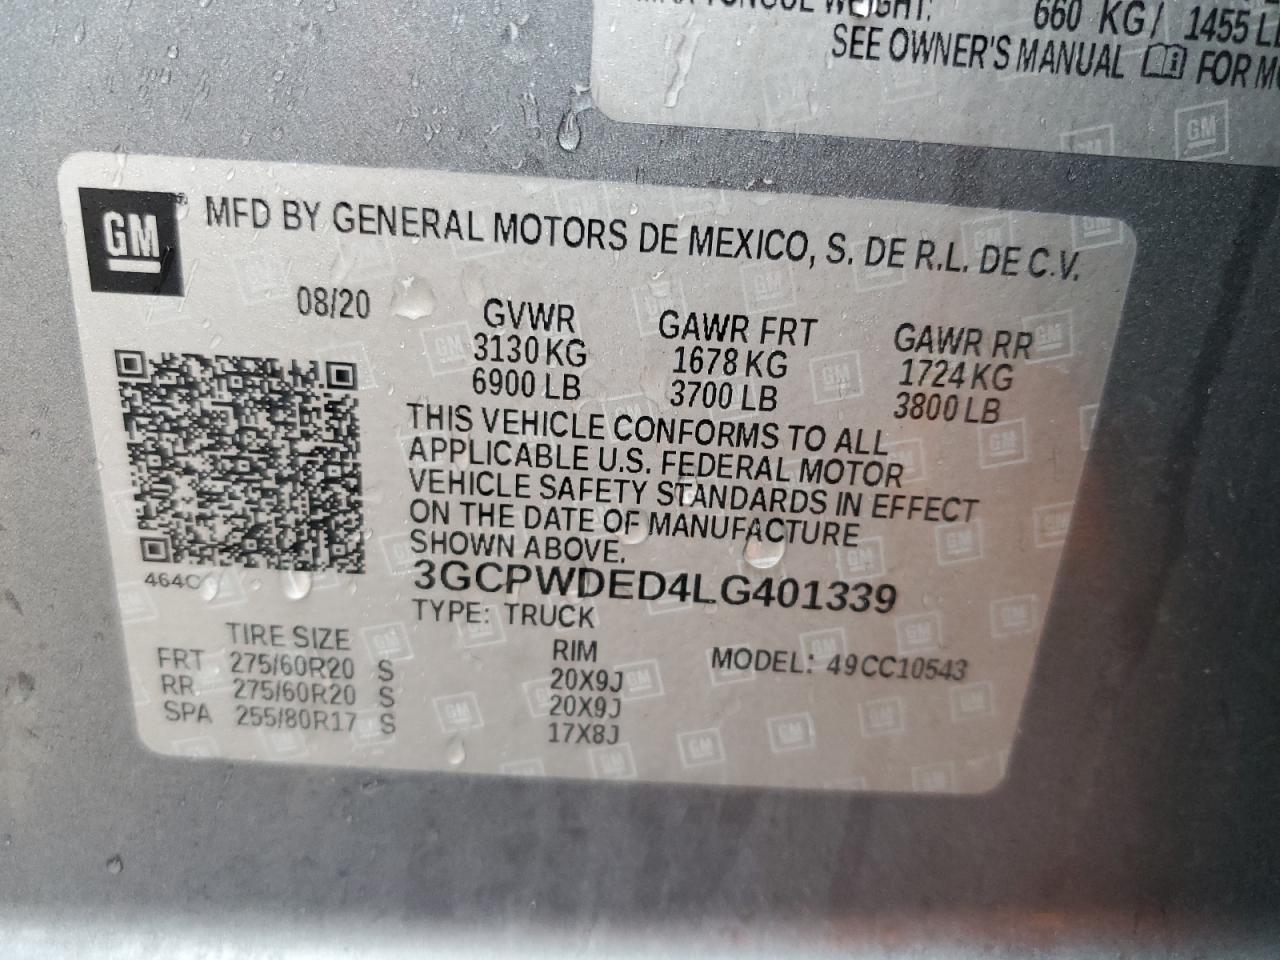 WEIGHT: 660 KG/ 1455
SEE OWNER'S MANUAL FOR
GM
MFD BY GENERAL MOTORS DE MEXICO, S. DE R.L. DE C.V.
08/20
GVWR GAWR FRT GAWR RR
3130 KG 1678 KG 1724 KG
6900 LB 3700 LB 3800 LB
THIS VEHICLE CONFORMS TO ALL
APPLICABLE U.S. FEDERAL MOTOR
VEHICLE SAFETY STANDARDS IN EFFECT
ON THE DATE OF MANUFACTURE
SHOWN ABOVE.
464C
3GCPWDED4LG401339
TYPE: TRUCK
TIRE SIZE RIM MODEL: 49CC10543
FRT 275/60R20 S 20X9J
RR 275/60R20 S 20X9J
SPA 255/80R17 S 17X8J